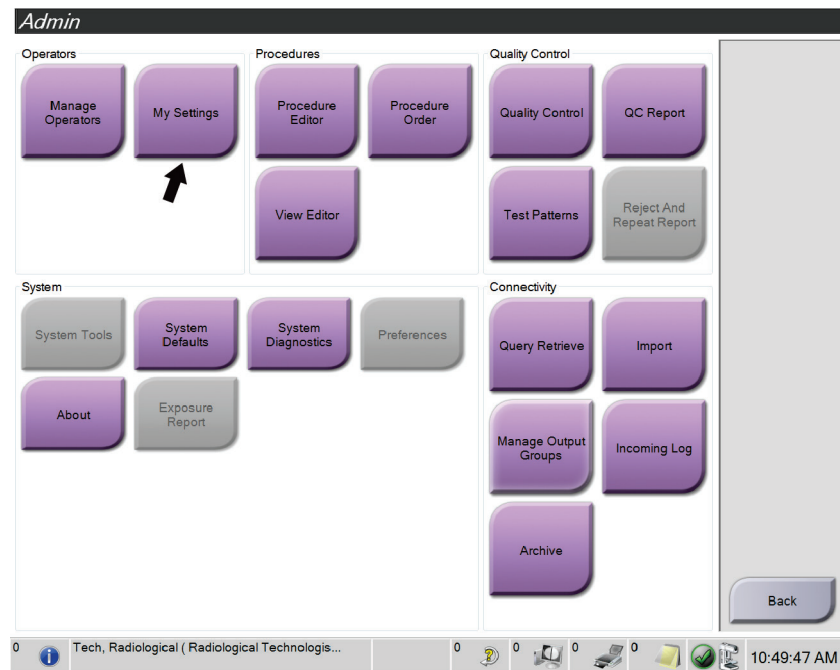 Admin
Operators
Manage
Operators
My Settings
Procedures
Procedure
Editor
Procedure
Order
View Editor
Quality Control
Quality Control
QC Report
Test Patterns
Reject And
Repeat Report
System
System Tools
System
Defaults
System
Diagnostics
Preferences
About
Exposure
Report
Connectivity
Query Retrieve
Import
Manage Output
Groups
Incoming Log
Archive
Back
0
Tech, Radiological ( Radiological Technologis...
0
0
0
0
10:49:47 AM